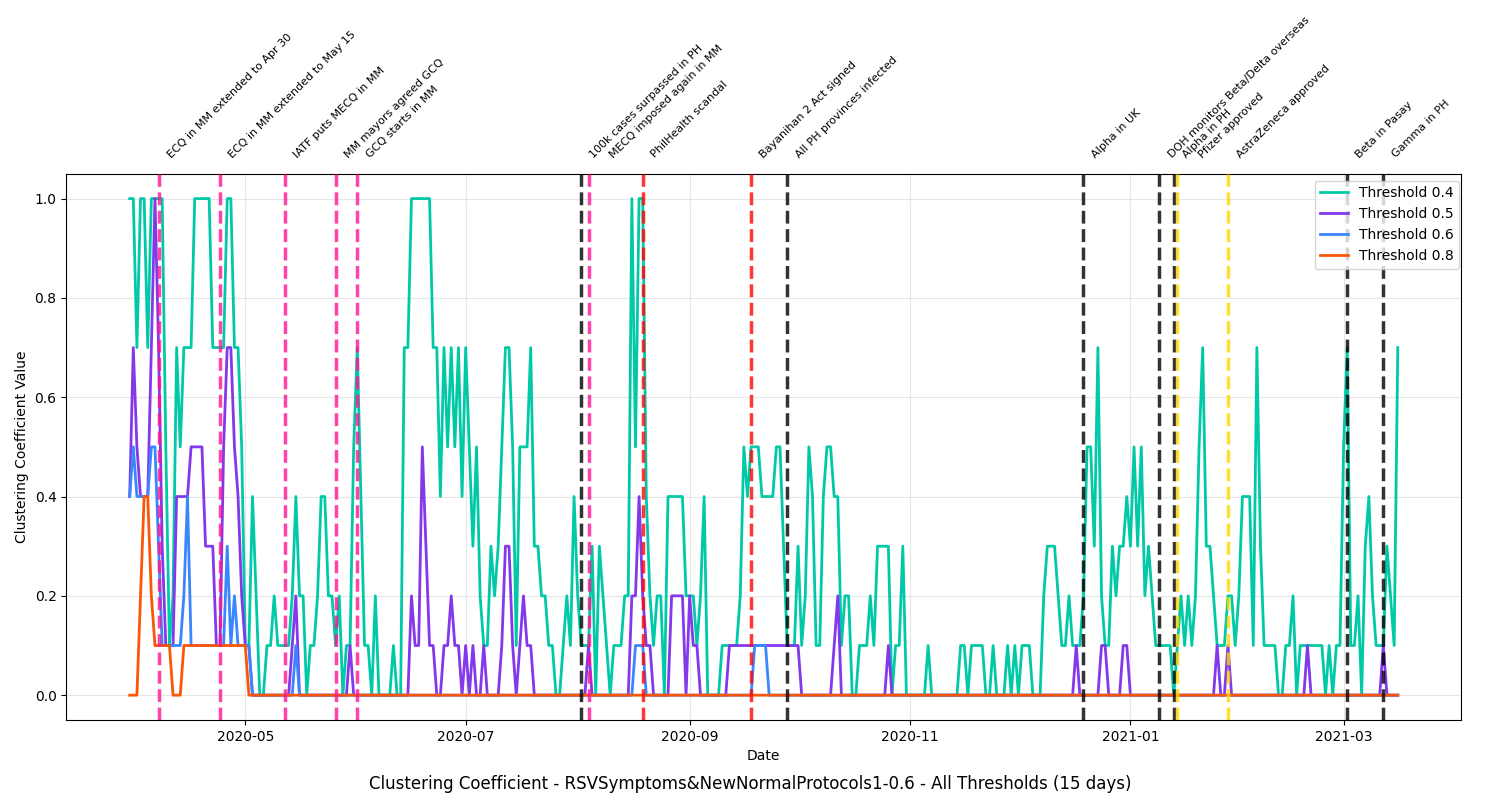 ECQ in MM extended to Apr 30
ECQ in MM extended to May 15
IATF puts MECQ in MM
MM mayors agreed GCQ
GCQ starts in MM
100k cases surpassed in PH
MECQ imposed again in MM
PhilHealth scandal
Bayanihan 2 Act signed
All PH provinces infected
Alpha in UK
DOH monitors Beta/Delta overseas
Alpha in PH
Pfizer approved
AstraZeneca approved
Beta in Pasay
Gamma in PH
Threshold 0.4
Threshold 0.5
Threshold 0.6
Threshold 0.8
Clustering Coefficient Value
1.0
0.8
0.6
0.4
0.2
0.0
2020-05
2020-07
2020-09
2020-11
2021-01
2021-03
Date
Clustering Coefficient - RSVSymptoms&NewNormalProtocols1-0.6 - All Thresholds (15 days)